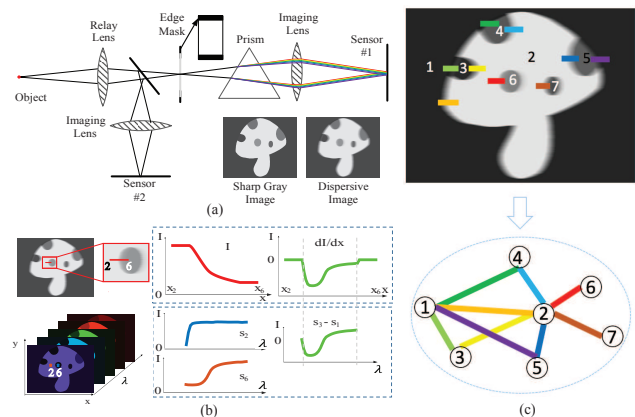 Edge
Mask
Relay
Lens
Prism
Imaging
Lens
Sensor
#1
Object
Imaging
Lens
Sensor
#2
Sharp Gray
Image
Dispersive
Image
(a)
1
2
3
4
5
6
7
2 6
I
I
O
x₂
x₆
x
I
dI/dx
O
x₂
x₆ x
I
s₂
O
λ
I
s₆
O
λ
I
s₃ - s₁
O
λ
y
2 6
x
λ
(b)
4
6
1
2
7
3
5
(c)